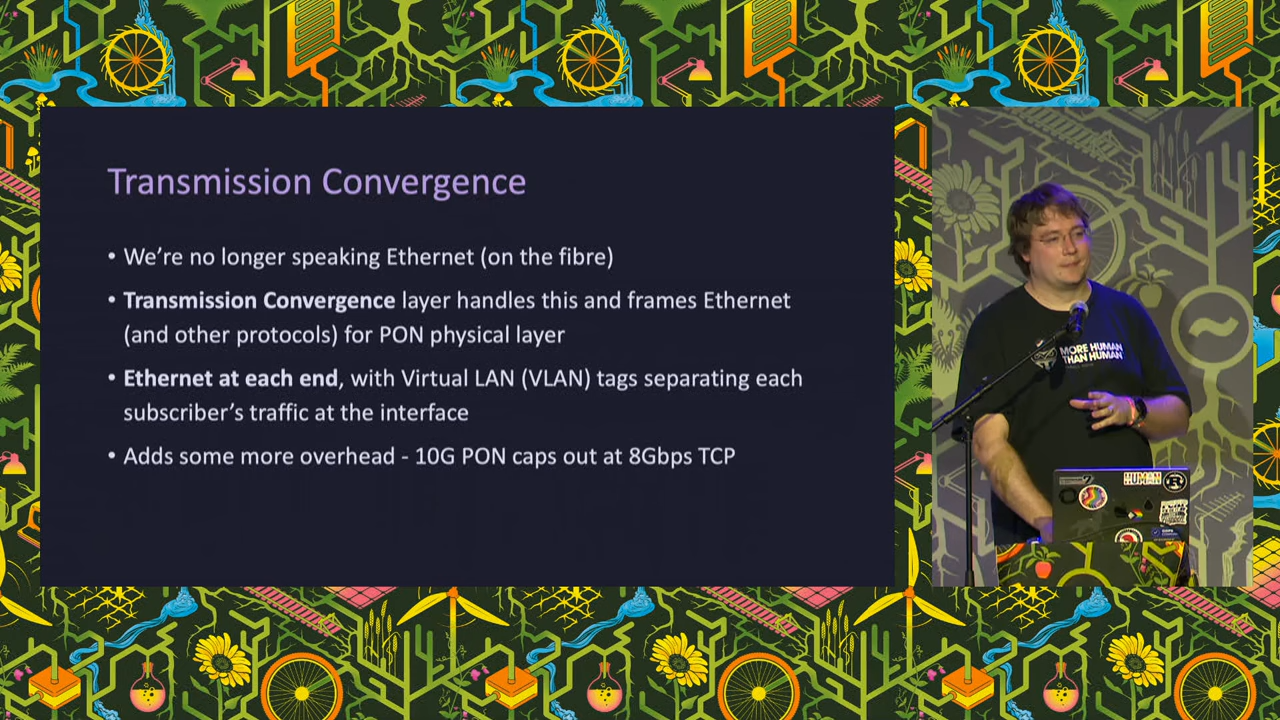 Transmission Convergence
• We’re no longer speaking Ethernet (on the fibre)
• Transmission Convergence layer handles this and frames Ethernet
(and other protocols) for PON physical layer
• Ethernet at each end, with Virtual LAN (VLAN) tags separating each
subscriber’s traffic at the interface
• Adds some more overhead - 10G PON caps out at 8Gbps TCP
MORE HUMAN
THAN HUMAN
HUMAN
R